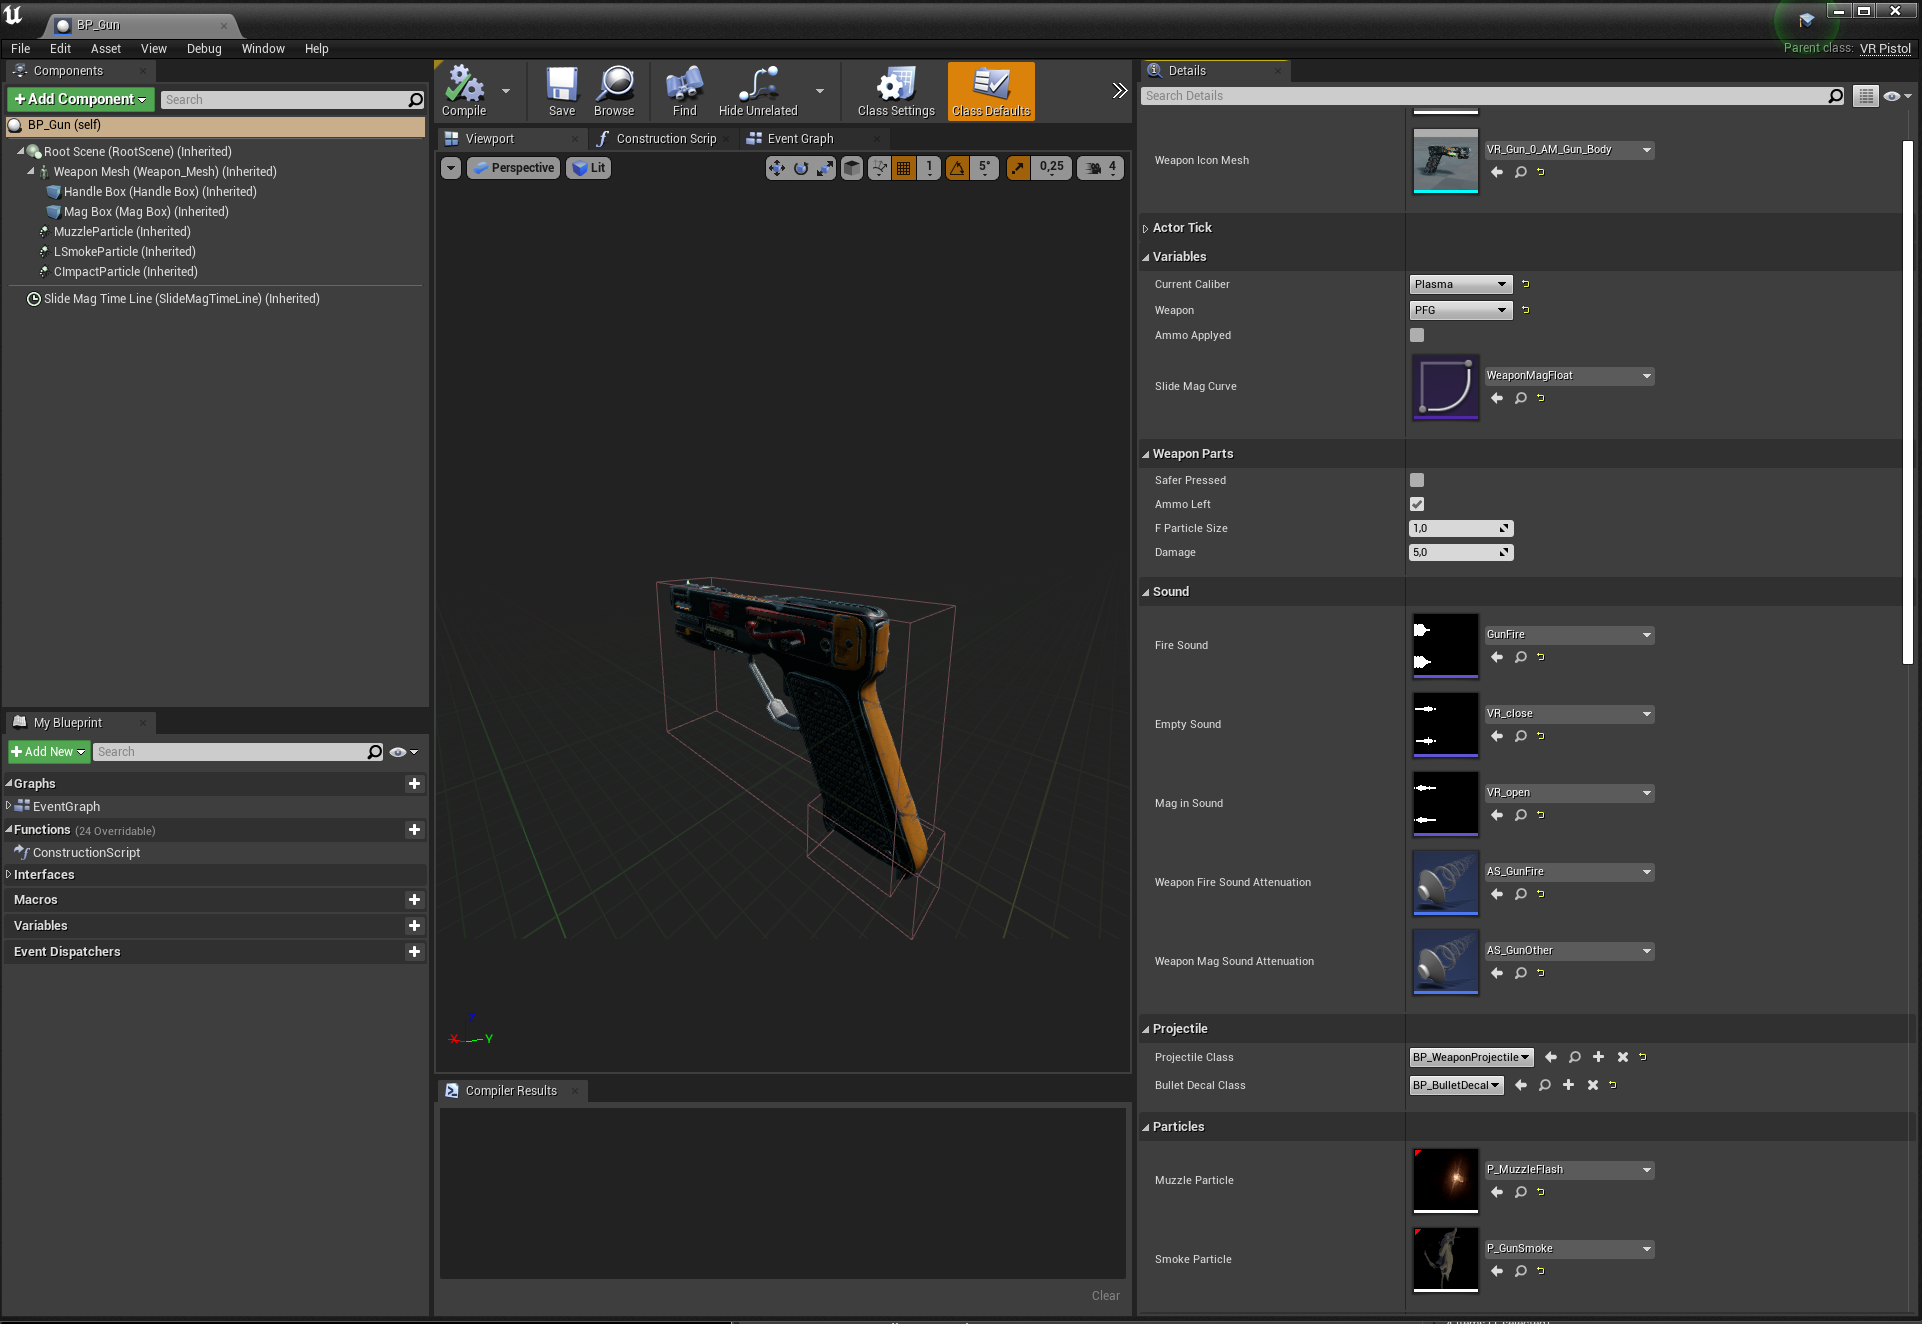 BP_Gun
File Edit Asset View Debug Window Help
Parent class: VR Pistol
Components
+ Add Component
Search
BP_Gun (self)
Root Scene (RootScene) (Inherited)
Weapon Mesh (Weapon_Mesh) (Inherited)
Handle Box (Handle Box) (Inherited)
Mag Box (Mag Box) (Inherited)
MuzzleParticle (Inherited)
LSmokeParticle (Inherited)
CImpactParticle (Inherited)
Slide Mag Time Line (SlideMagTimeLine) (Inherited)
My Blueprint
+ Add New
Search
Graphs
EventGraph
Functions (24 Overridable)
ConstructionScript
Interfaces
Macros
Variables
Event Dispatchers
Compile Save Browse Find Hide Unrelated Class Settings Class Defaults
Viewport Construction Scrip Event Graph
Perspective Lit 1 5° 0,25 4
Z
X Y
Compiler Results
Clear
Details
Search Details
Weapon Icon Mesh VR_Gun_0_AM_Gun_Body
Actor Tick
Variables
Current Caliber Plasma
Weapon PFG
Ammo Applyed
Slide Mag Curve WeaponMagFloat
Weapon Parts
Safer Pressed
Ammo Left
F Particle Size 1,0
Damage 5,0
Sound
Fire Sound GunFire
Empty Sound VR_close
Mag in Sound VR_open
Weapon Fire Sound Attenuation AS_GunFire
Weapon Mag Sound Attenuation AS_GunOther
Projectile
Projectile Class BP_WeaponProjectile
Bullet Decal Class BP_BulletDecal
Particles
Muzzle Particle P_MuzzleFlash
Smoke Particle P_GunSmoke